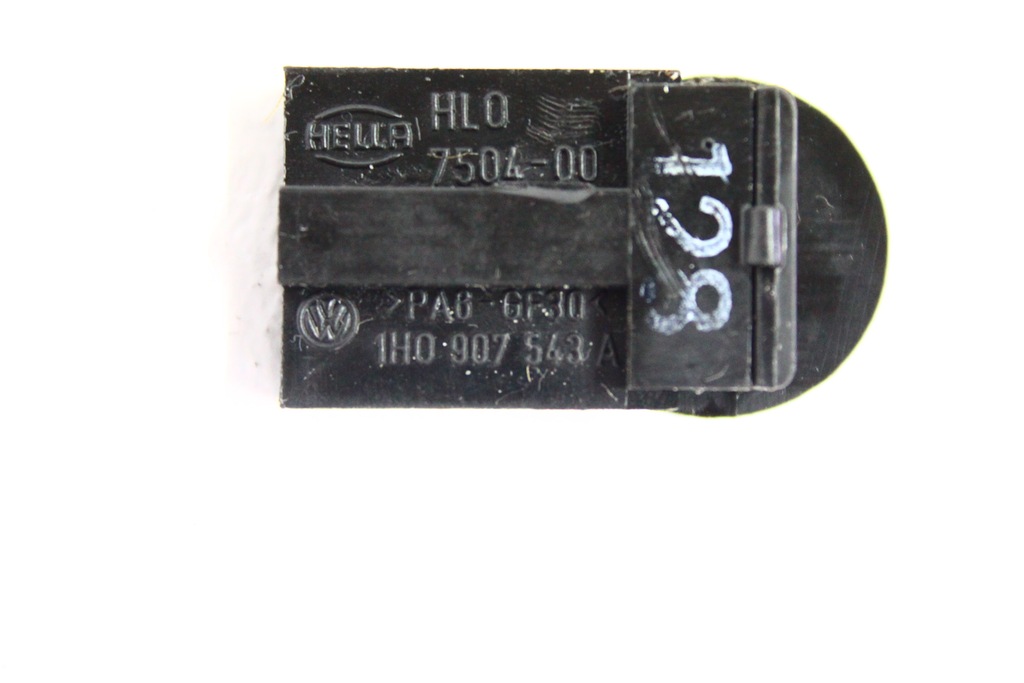 HELLA
HLO
7504-00
128
>PA6-GF30<
1H0 907 543 A